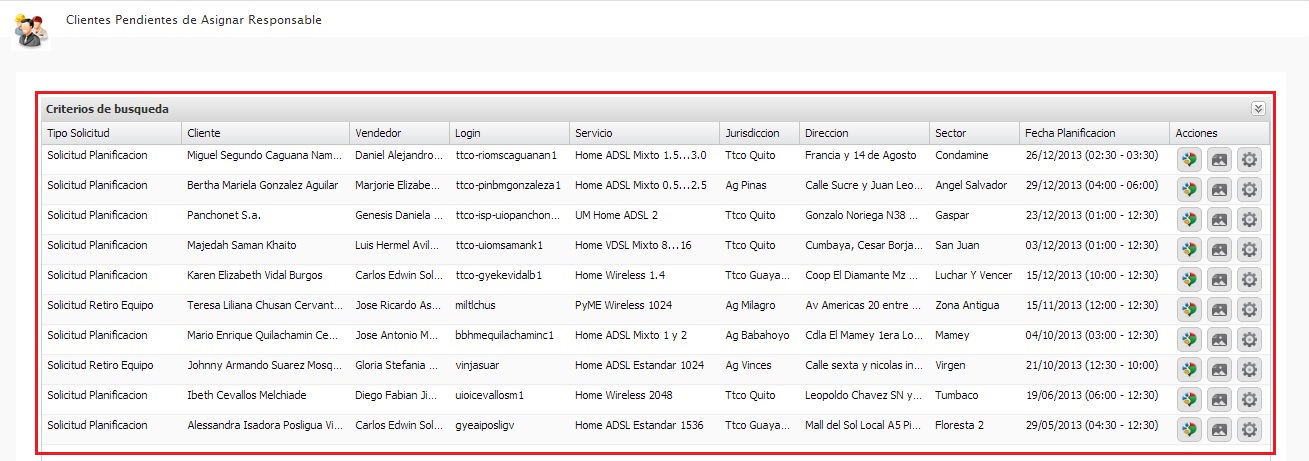 Clientes Pendientes de Asignar Responsable
Criterios de busqueda
Tipo Solicitud Cliente Vendedor Login Servicio Jurisdiccion Direccion Sector Fecha Planificacion Acciones
Solicitud Planificacion Miguel Segundo Caguana Nam... Daniel Alejandro... ttco-riomscaguanan1 Home ADSL Mixto 1.5...3.0 Ttco Quito Francia y 14 de Agosto Condamine 26/12/2013 (02:30 - 03:30)
Solicitud Planificacion Bertha Mariela Gonzalez Aguilar Marjorie Elizabe... ttco-pinbmgonzaleza1 Home ADSL Mixto 0.5...2.5 Ag Pinas Calle Sucre y Juan Leo... Angel Salvador 29/12/2013 (04:00 - 06:00)
Solicitud Planificacion Panchonet S.a. Genesis Daniela ... ttco-isp-uiopanchon... UM Home ADSL 2 Ttco Quito Gonzalo Noriega N38 ... Gaspar 23/12/2013 (01:00 - 12:30)
Solicitud Planificacion Majedah Saman Khaito Luis Hermel Avil... ttco-uiomsamank1 Home VDSL Mixto 8...16 Ttco Quito Cumbaya, Cesar Borja... San Juan 03/12/2013 (01:00 - 12:30)
Solicitud Planificacion Karen Elizabeth Vidal Burgos Carlos Edwin Sol... ttco-gyekevidalb1 Home Wireless 1.4 Ttco Guaya... Coop El Diamante Mz ... Luchar Y Vencer 15/12/2013 (10:00 - 12:30)
Solicitud Retiro Equipo Teresa Liliana Chusan Cervant... Jose Ricardo As... miltlchus PyME Wireless 1024 Ag Milagro Av Americas 20 entre ... Zona Antigua 15/11/2013 (12:00 - 12:30)
Solicitud Planificacion Mario Enrique Quilachamin Ce... Jose Antonio M... bbhmequilachaminc1 Home ADSL Mixto 1 y 2 Ag Babahoyo Cdla El Mamey 1era Lo... Mamey 04/10/2013 (03:00 - 12:30)
Solicitud Retiro Equipo Johnny Armando Suarez Mosq... Gloria Stefania ... vinjasuar Home ADSL Estandar 1024 Ag Vinces Calle sexta y nicolas in... Virgen 21/10/2013 (12:30 - 10:00)
Solicitud Planificacion Ibeth Cevallos Melchiade Diego Fabian Ji... uioicevallosm1 Home Wireless 2048 Ttco Quito Leopoldo Chavez SN y... Tumbaco 19/06/2013 (06:00 - 12:30)
Solicitud Planificacion Alessandra Isadora Posligua Vi... Carlos Edwin Sol... gyeaiposligv Home ADSL Estandar 1536 Ttco Guaya... Mall del Sol Local A5 Pi... Floresta 2 29/05/2013 (04:30 - 12:30)